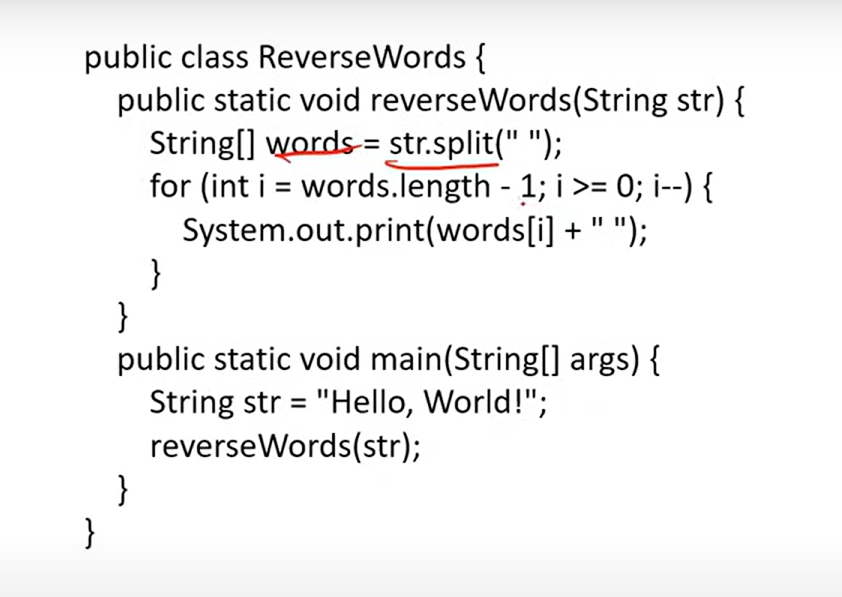 public class ReverseWords {
public static void reverseWords(String str) {
String[] words = str.split(" ");
for (int i = words.length - 1; i >= 0; i--) {
System.out.print(words[i] + " ");
}
}
public static void main(String[] args) {
String str = "Hello, World!";
reverseWords(str);
}
}